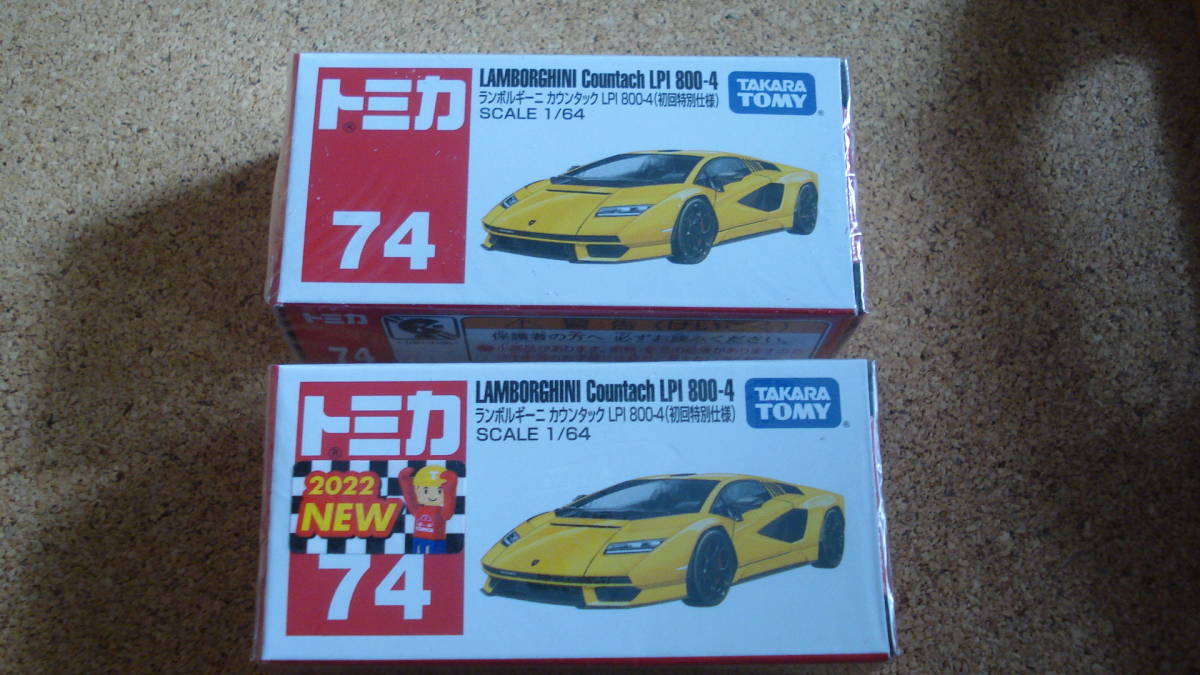 トミカ
®
74
LAMBORGHINI Countach LPI 800-4
ランボルギーニ カウンタック LPI 800-4(初回特別仕様)
SCALE 1/64
TAKARA
TOMY
®
トミカ
74
保護者の方へ 必ずお読みください。
トミカ
®
2022
NEW
74
LAMBORGHINI Countach LPI 800-4
ランボルギーニ カウンタック LPI 800-4(初回特別仕様)
SCALE 1/64
TAKARA
TOMY
®